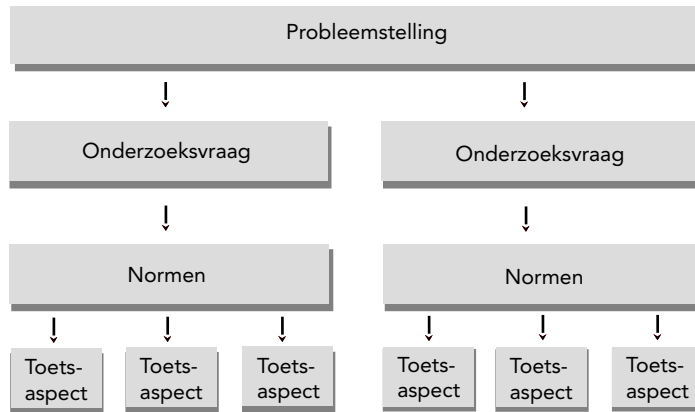 Probleemstelling
Onderzoeksvraag
Onderzoeksvraag
Normen
Normen
Toets-
aspect
Toets-
aspect
Toets-
aspect
Toets-
aspect
Toets-
aspect
Toets-
aspect